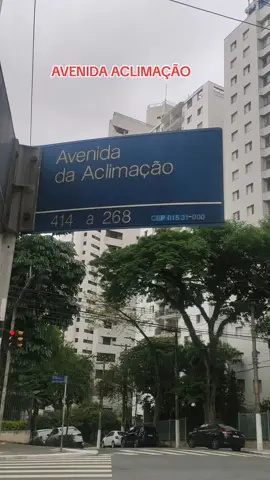 AVENIDA ACLIMAÇÃO
Avenida
da Aclimação
414 a 268
CEP 01531-000